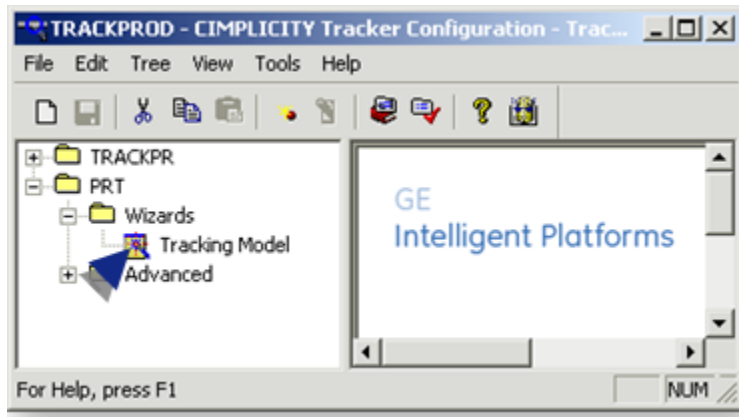 TRACKPROD - CIMPLICITY Tracker Configuration - Trac...
File Edit Tree View Tools Help
TRACKPR
PRT
Wizards
Tracking Model
Advanced
GE
Intelligent Platforms
For Help, press F1
NUM